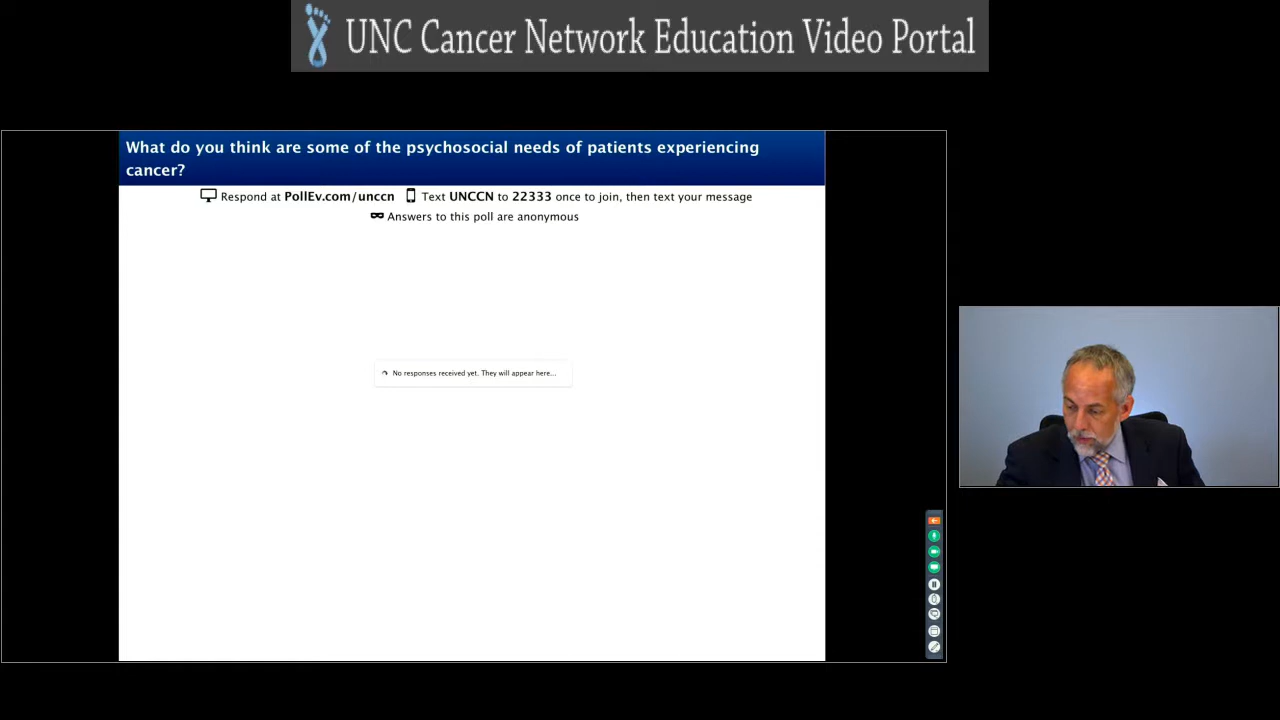 UNC Cancer Network Education Video Portal
What do you think are some of the psychosocial needs of patients experiencing
cancer?
Respond at PollEv.com/unccn Text UNCCN to 22333 once to join, then text your message
Answers to this poll are anonymous
No responses received yet. They will appear here...